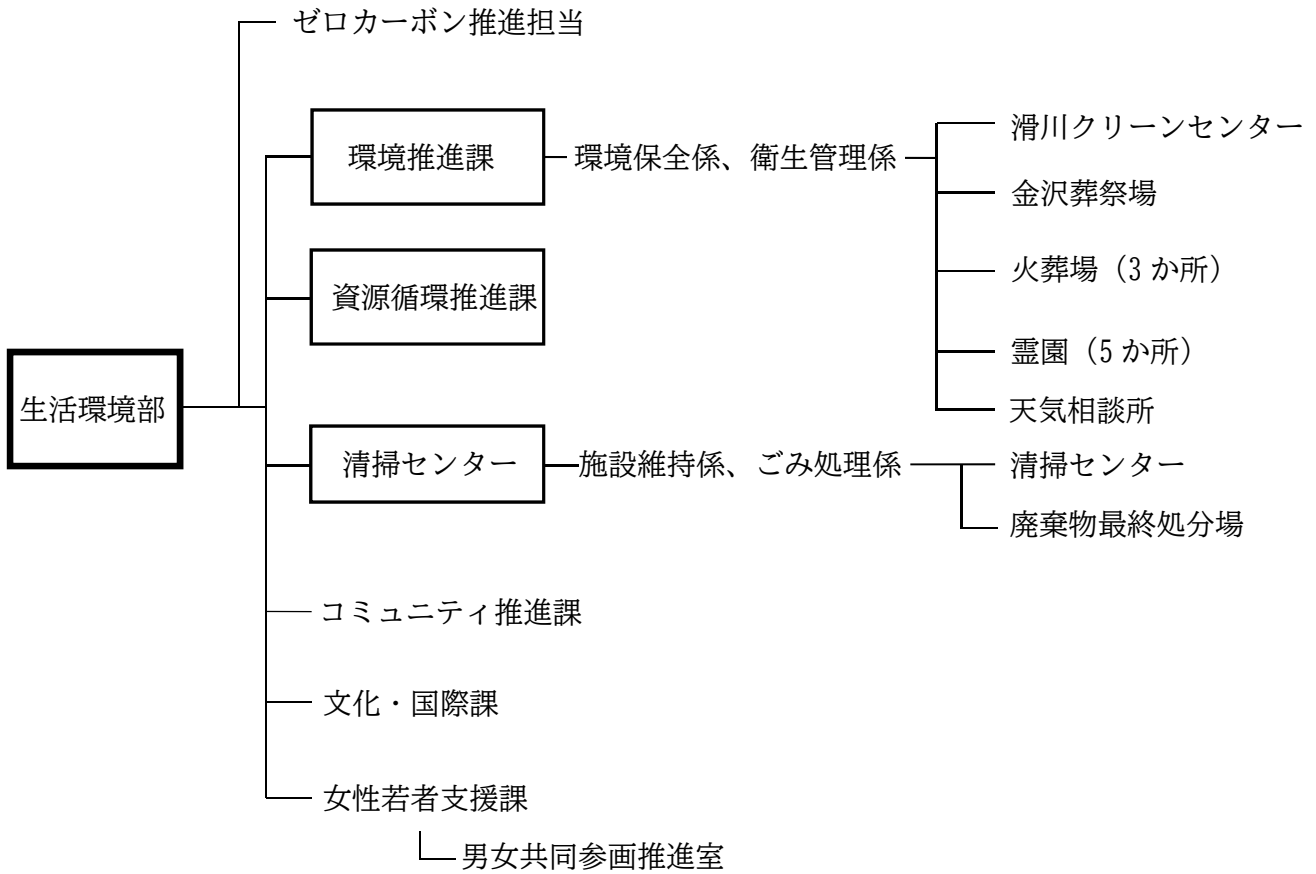 ゼロカーボン推進担当
環境推進課
環境保全係、衛生管理係
滑川クリーンセンター
金沢葬祭場
火葬場（3 か所）
霊園（5 か所）
天気相談所
資源循環推進課
生活環境部
清掃センター
施設維持係、ごみ処理係
清掃センター
廃棄物最終処分場
コミュニティ推進課
文化・国際課
女性若者支援課
男女共同参画推進室